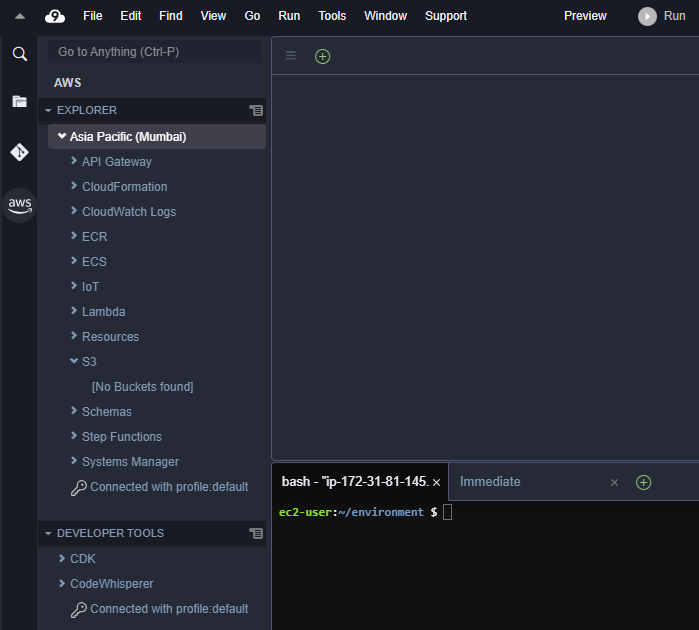 9 File Edit Find View Go Run Tools Window Support Preview Run
Go to Anything (Ctrl-P)
AWS
EXPLORER
Asia Pacific (Mumbai)
API Gateway
CloudFormation
CloudWatch Logs
aws
ECR
ECS
IoT
Lambda
Resources
S3
[No Buckets found]
Schemas
Step Functions
Systems Manager
Connected with profile:default
DEVELOPER TOOLS
CDK
CodeWhisperer
Connected with profile:default
bash - "ip-172-31-81-145. × Immediate ×
ec2-user:~/environment $